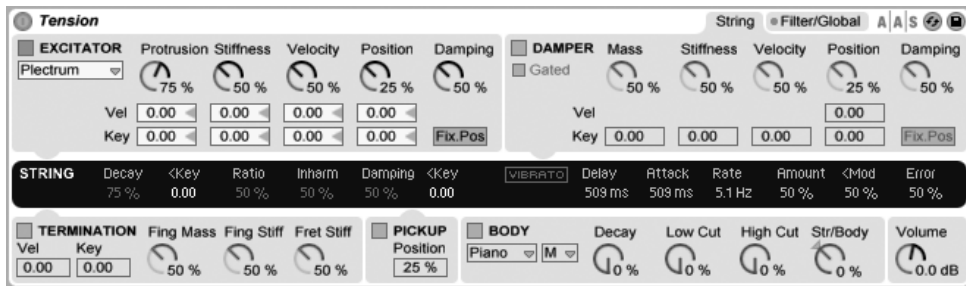 Tension String Filter/Global A A S
EXCITATOR Protrusion Stiffness Velocity Position Damping
Plectrum 75 % 50 % 50 % 25 % 50 %
Vel 0.00 0.00 0.00 0.00
Key 0.00 0.00 0.00 0.00 Fix.Pos
DAMPER Mass Stiffness Velocity Position Damping
Gated 50 % 50 % 50 % 25 % 50 %
Vel 0.00
Key 0.00 0.00 0.00 0.00 Fix.Pos
STRING Decay <Key Ratio Inharm Damping <Key VIBRATO Delay Attack Rate Amount <Mod Error
75 % 0.00 50 % 50 % 50 % 0.00 509 ms 509 ms 5.1 Hz 50 % 50 % 50 %
TERMINATION Fing Mass Fing Stiff Fret Stiff
Vel Key
0.00 0.00 50 % 50 % 50 %
PICKUP
Position
25 %
BODY Decay Low Cut High Cut Str/Body
Piano M 0 % 0 % 0 % 0 %
Volume
0.0 dB